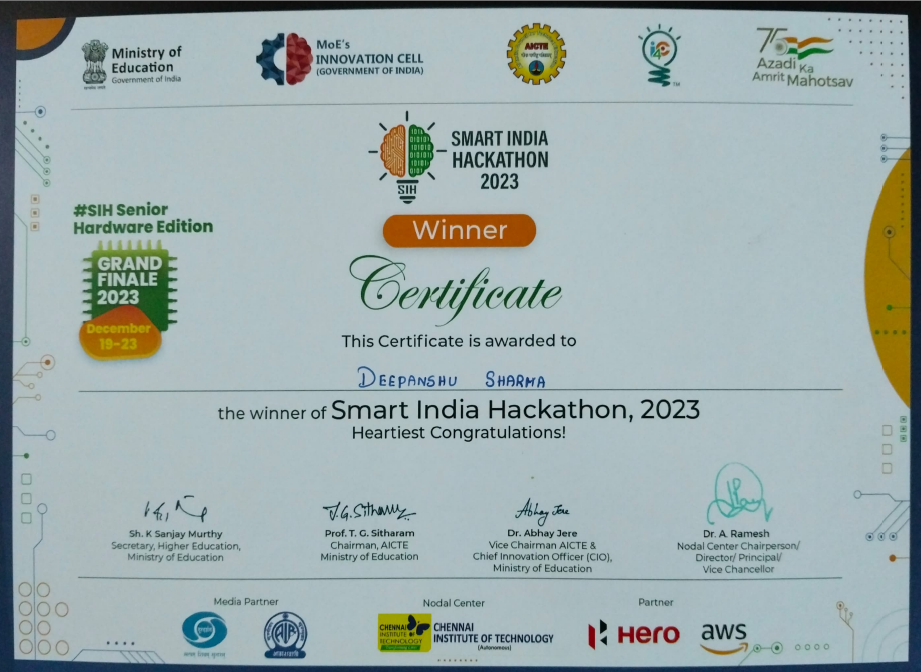 Ministry of
Education
Government of India
MoE's
INNOVATION CELL
(GOVERNMENT OF INDIA)
AICTE
TM
75
Azadi Ka
Amrit Mahotsav
SMART INDIA
HACKATHON
2023
SIH
#SIH Senior
Hardware Edition
GRAND
FINALE
2023
December
19-23
Winner
Certificate
This Certificate is awarded to
DEEPANSHU SHARMA
the winner of Smart India Hackathon, 2023
Heartiest Congratulations!
T.G.Sitharam
Abhay Jere
Sh. K Sanjay Murthy
Secretary, Higher Education,
Ministry of Education
Prof. T. G. Sitharam
Chairman, AICTE
Ministry of Education
Dr. Abhay Jere
Vice Chairman AICTE &
Chief Innovation Officer (CIO),
Ministry of Education
Dr. A. Ramesh
Nodal Center Chairperson/
Director/ Principal/
Vice Chancellor
Media Partner
Nodal Center
Partner
CHENNAI
INSTITUTE OF
TECHNOLOGY
CHENNAI
INSTITUTE OF TECHNOLOGY
(Autonomous)
Hero
aws